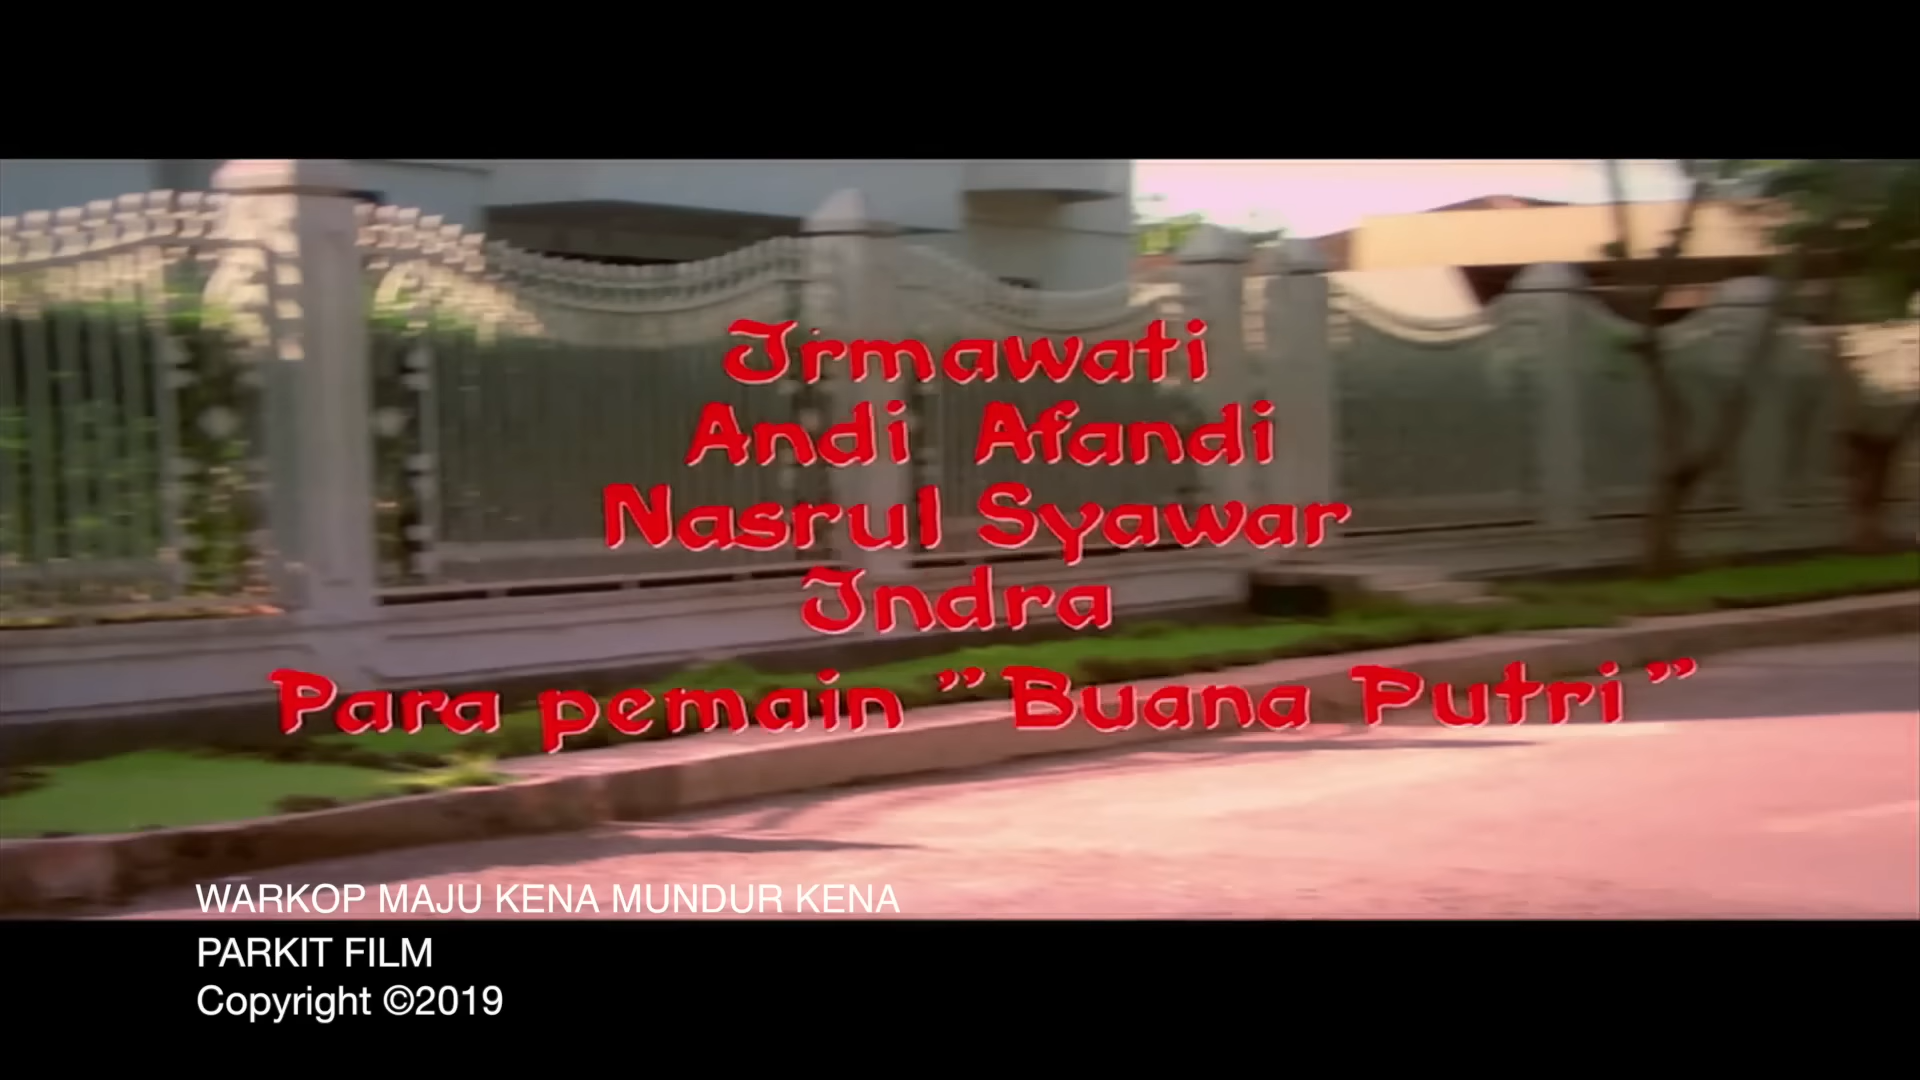 Irmawati
Andi Afandi
Nasrul Syawar
Indra
Para pemain "Buana Putri"
WARKOP MAJU KENA MUNDUR KENA
PARKIT FILM
Copyright ©2019